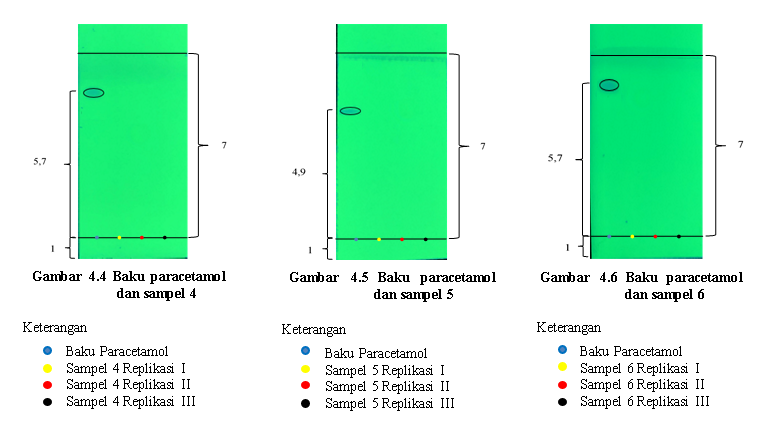 5,7
7
1
Gambar 4.4 Baku paracetamol
dan sampel 4
Keterangan
Baku Paracetamol
Sampel 4 Replikasi I
Sampel 4 Replikasi II
Sampel 4 Replikasi III
4,9
7
1
Gambar 4.5 Baku paracetamol
dan sampel 5
Keterangan
Baku Paracetamol
Sampel 5 Replikasi I
Sampel 5 Replikasi II
Sampel 5 Replikasi III
5,7
7
1
Gambar 4.6 Baku paracetamol
dan sampel 6
Keterangan
Baku Paracetamol
Sampel 6 Replikasi I
Sampel 6 Replikasi II
Sampel 6 Replikasi III